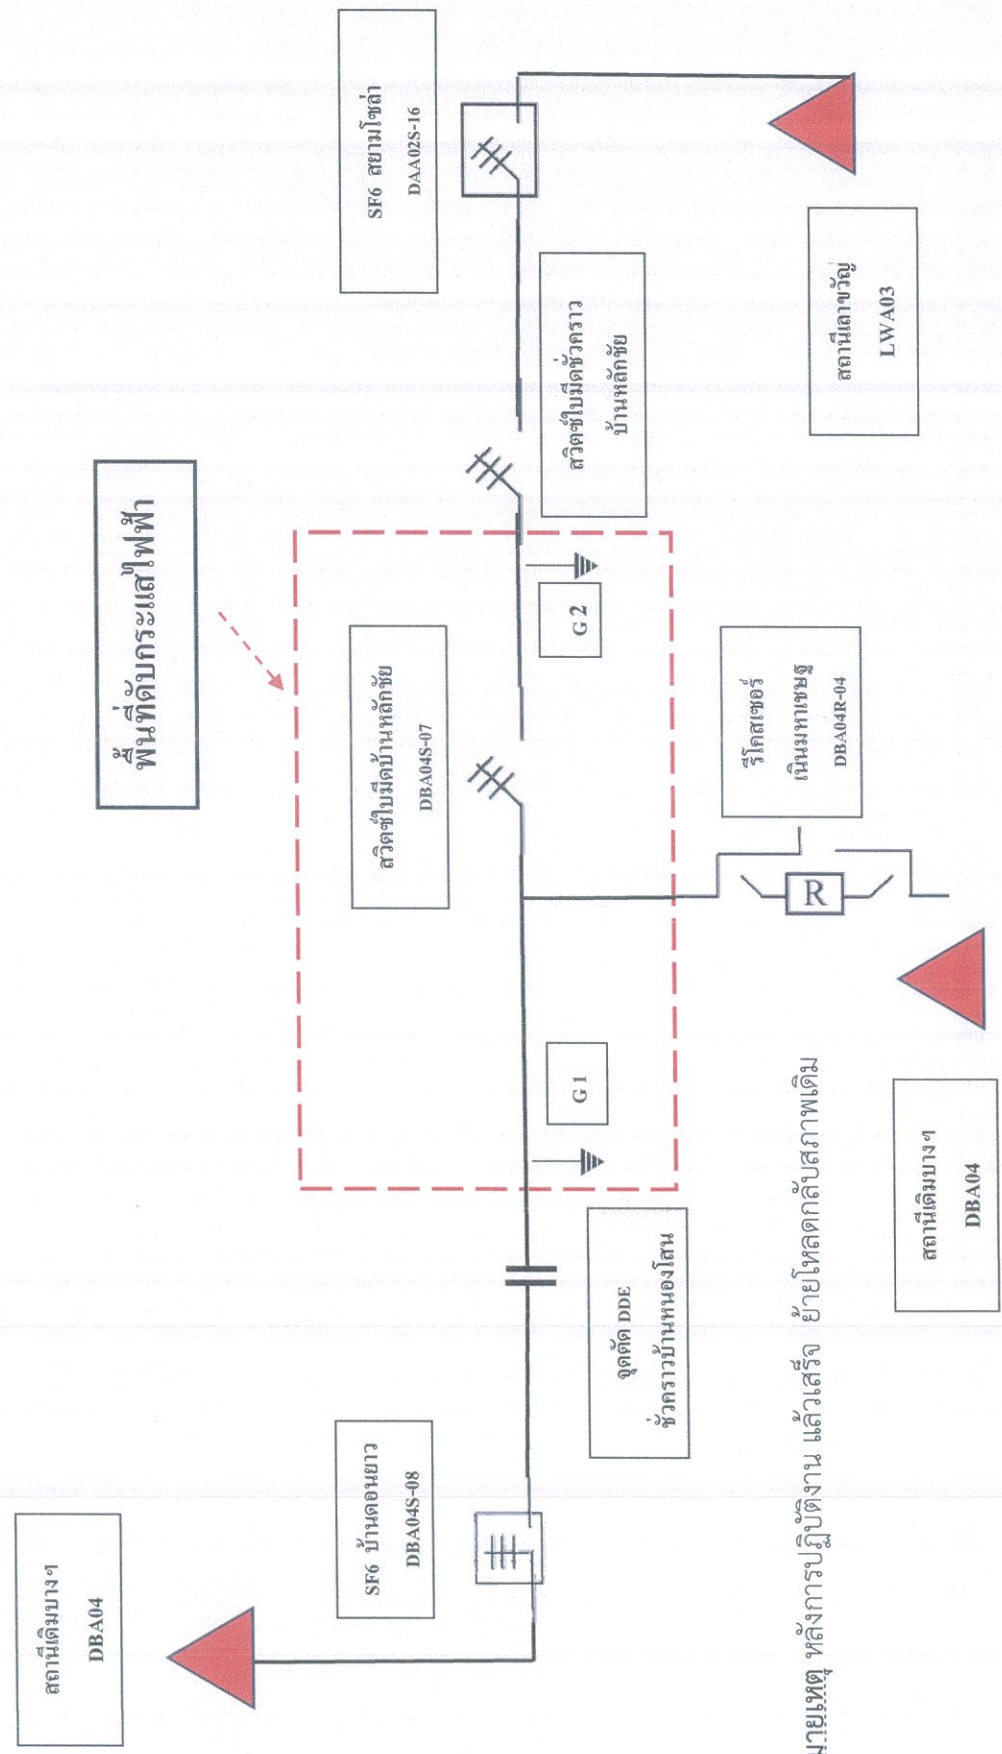 พื้นที่ดับกระแสไฟฟ้า
สถานีเดิมบางฯ
DBA04
SF6 บ้านดอนยาว
DBA04S-08
สวิตซ์ใบมีดบ้านหลักชัย
DBA04S-07
SF6 สยามโซล่า
DAA02S-16
จุดตัด DDE
ชั่วคราวบ้านหนองโสน
G 1
G 2
สวิตซ์ใบมีดชั่วคราว
บ้านหลักชัย
รีโคสเซอร์
เนินมหาเชษฐ
DBA04R-04
R
สถานีเลาขวัญ
LWA03
สถานีเดิมบางฯ
DBA04
หมายเหตุ หลังการปฏิบัติงาน แล้วเสร็จ ย้ายโหลดกลับสภาพเดิม